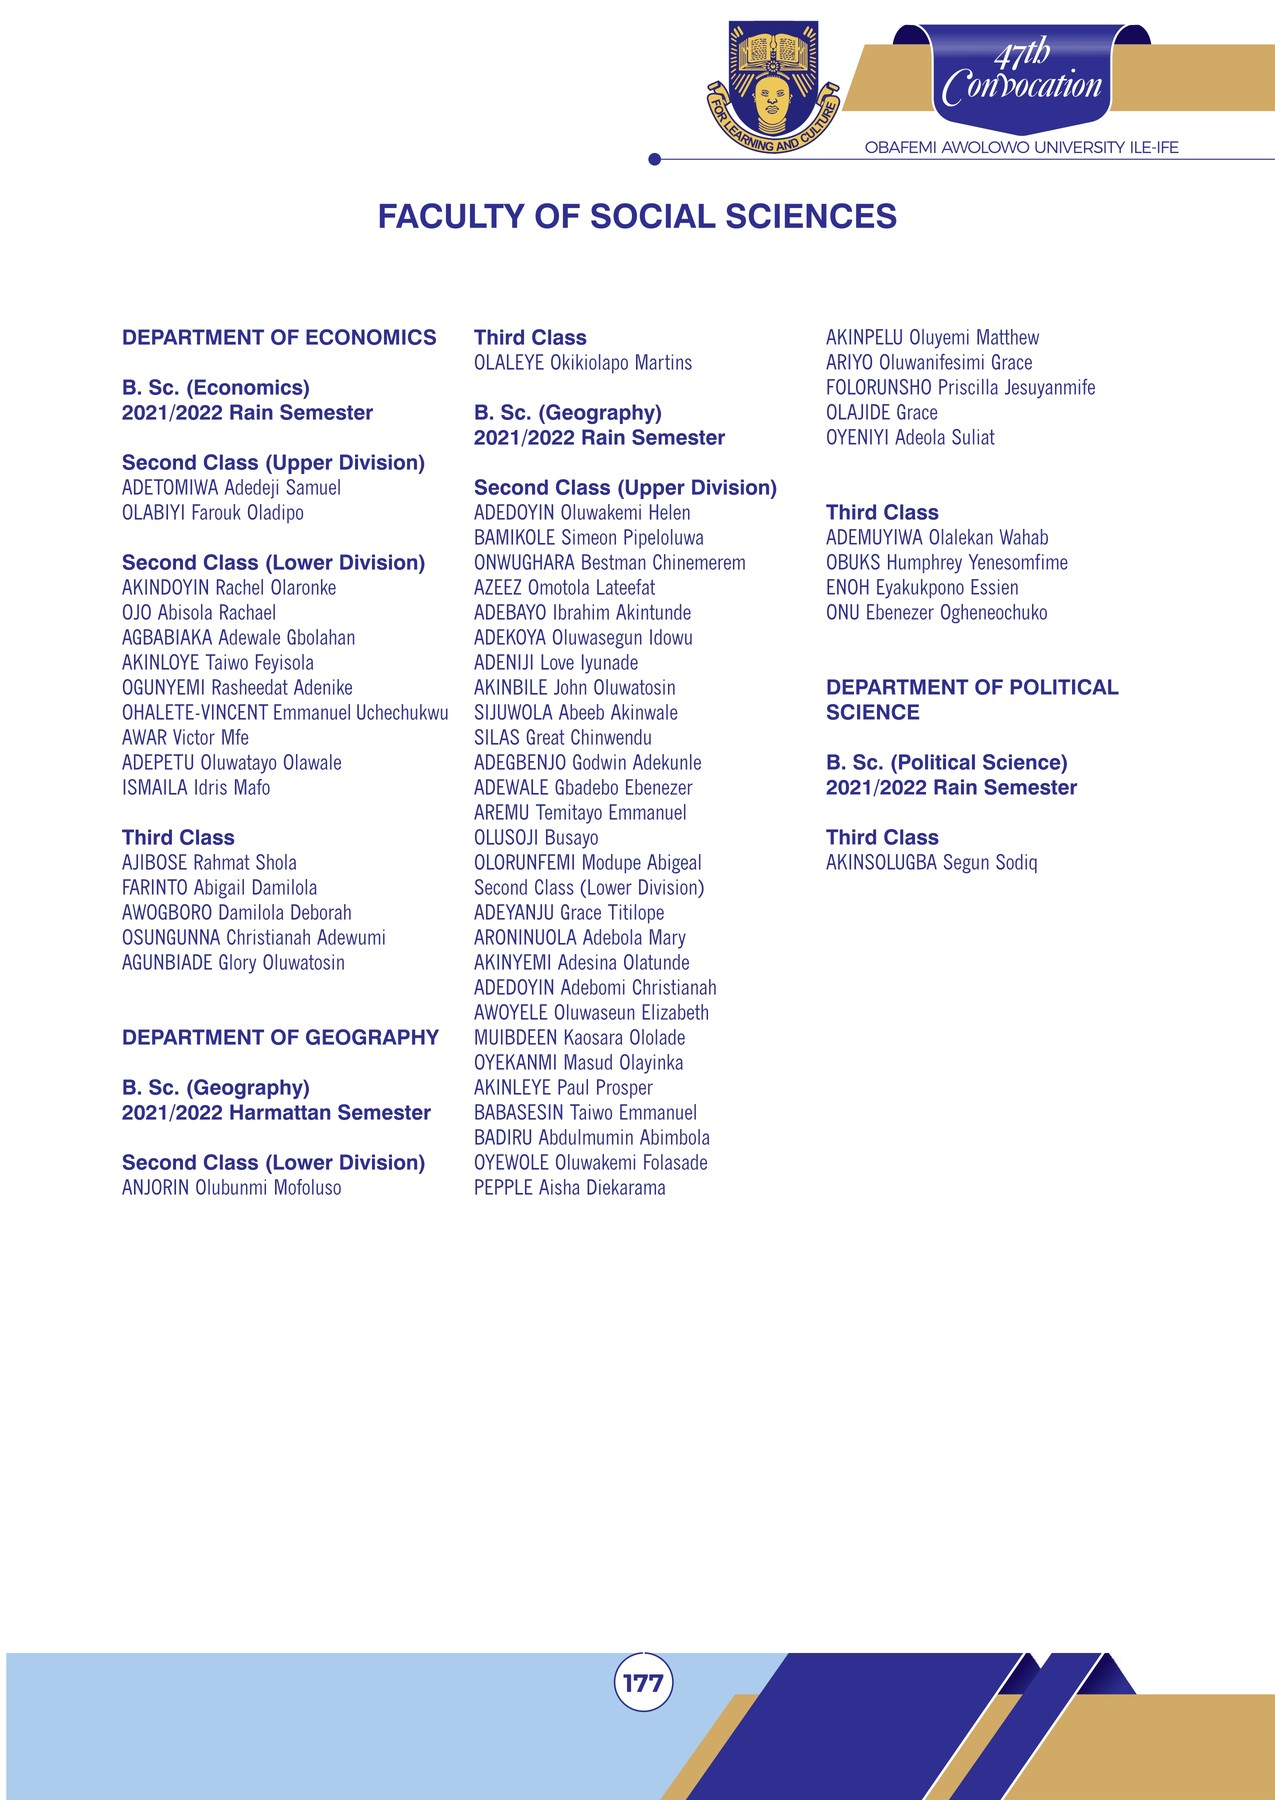 FOR LEARNING AND CULTURE
47th
Convocation
OBAFEMI AWOLOWO UNIVERSITY ILE-IFE
FACULTY OF SOCIAL SCIENCES
DEPARTMENT OF ECONOMICS
B. Sc. (Economics)
2021/2022 Rain Semester
Second Class (Upper Division)
ADETOMIWA Adedeji Samuel
OLABIYI Farouk Oladipo
Second Class (Lower Division)
AKINDOYIN Rachel Olaronke
OJO Abisola Rachael
AGBABIAKA Adewale Gbolahan
AKINLOYE Taiwo Feyisola
OGUNYEMI Rasheedat Adenike
OHALETE-VINCENT Emmanuel Uchechukwu
AWAR Victor Mfe
ADEPETU Oluwatayo Olawale
ISMAILA Idris Mafo
Third Class
AJIBOSE Rahmat Shola
FARINTO Abigail Damilola
AWOGBORO Damilola Deborah
OSUNGUNNA Christianah Adewumi
AGUNBIADE Glory Oluwatosin
DEPARTMENT OF GEOGRAPHY
B. Sc. (Geography)
2021/2022 Harmattan Semester
Second Class (Lower Division)
ANJORIN Olubunmi Mofoluso
Third Class
OLALEYE Okikiolapo Martins
B. Sc. (Geography)
2021/2022 Rain Semester
Second Class (Upper Division)
ADEDOYIN Oluwakemi Helen
BAMIKOLE Simeon Pipeloluwa
ONWUGHARA Bestman Chinemerem
AZEEZ Omotola Lateefat
ADEBAYO Ibrahim Akintunde
ADEKOYA Oluwasegun Idowu
ADENIJI Love Iyunade
AKINBILE John Oluwatosin
SIJUWOLA Abeeb Akinwale
SILAS Great Chinwendu
ADEGBENJO Godwin Adekunle
ADEWALE Gbadebo Ebenezer
AREMU Temitayo Emmanuel
OLUSOJI Busayo
OLORUNFEMI Modupe Abigeal
Second Class (Lower Division)
ADEYANJU Grace Titilope
ARONINUOLA Adebola Mary
AKINYEMI Adesina Olatunde
ADEDOYIN Adebomi Christianah
AWOYELE Oluwaseun Elizabeth
MUIBDEEN Kaosara Ololade
OYEKANMI Masud Olayinka
AKINLEYE Paul Prosper
BABASESIN Taiwo Emmanuel
BADIRU Abdulmumin Abimbola
OYEWOLE Oluwakemi Folasade
PEPPLE Aisha Diekarama
AKINPELU Oluyemi Matthew
ARIYO Oluwanifesimi Grace
FOLORUNSHO Priscilla Jesuyanmife
OLAJIDE Grace
OYENIYI Adeola Suliat
Third Class
ADEMUYIWA Olalekan Wahab
OBUKS Humphrey Yenesomfime
ENOH Eyakukpono Essien
ONU Ebenezer Ogheneochuko
DEPARTMENT OF POLITICAL
SCIENCE
B. Sc. (Political Science)
2021/2022 Rain Semester
Third Class
AKINSOLUGBA Segun Sodiq
177